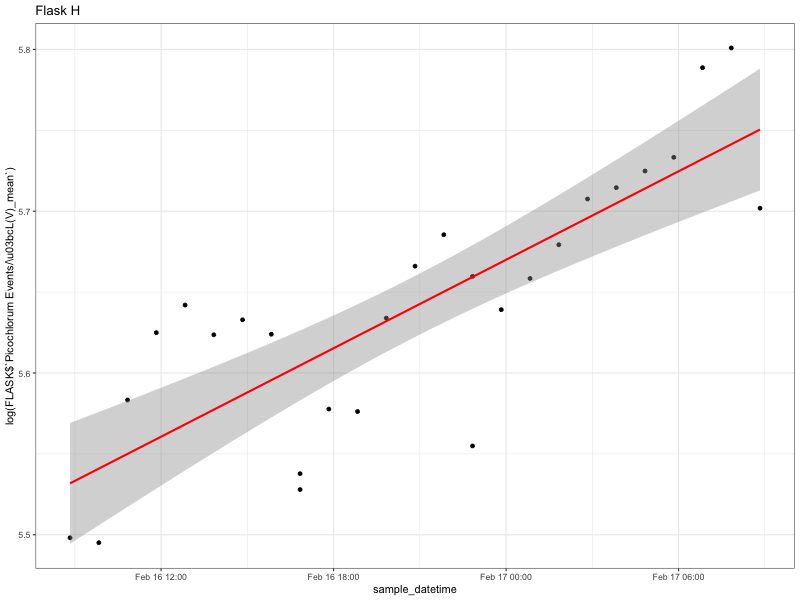 Flask H
log(FLASK$`Picochlorum Events/\u03bcL(V)_mean`)
5.8
5.7
5.6
5.5
Feb 16 12:00
Feb 16 18:00
Feb 17 00:00
Feb 17 06:00
sample_datetime